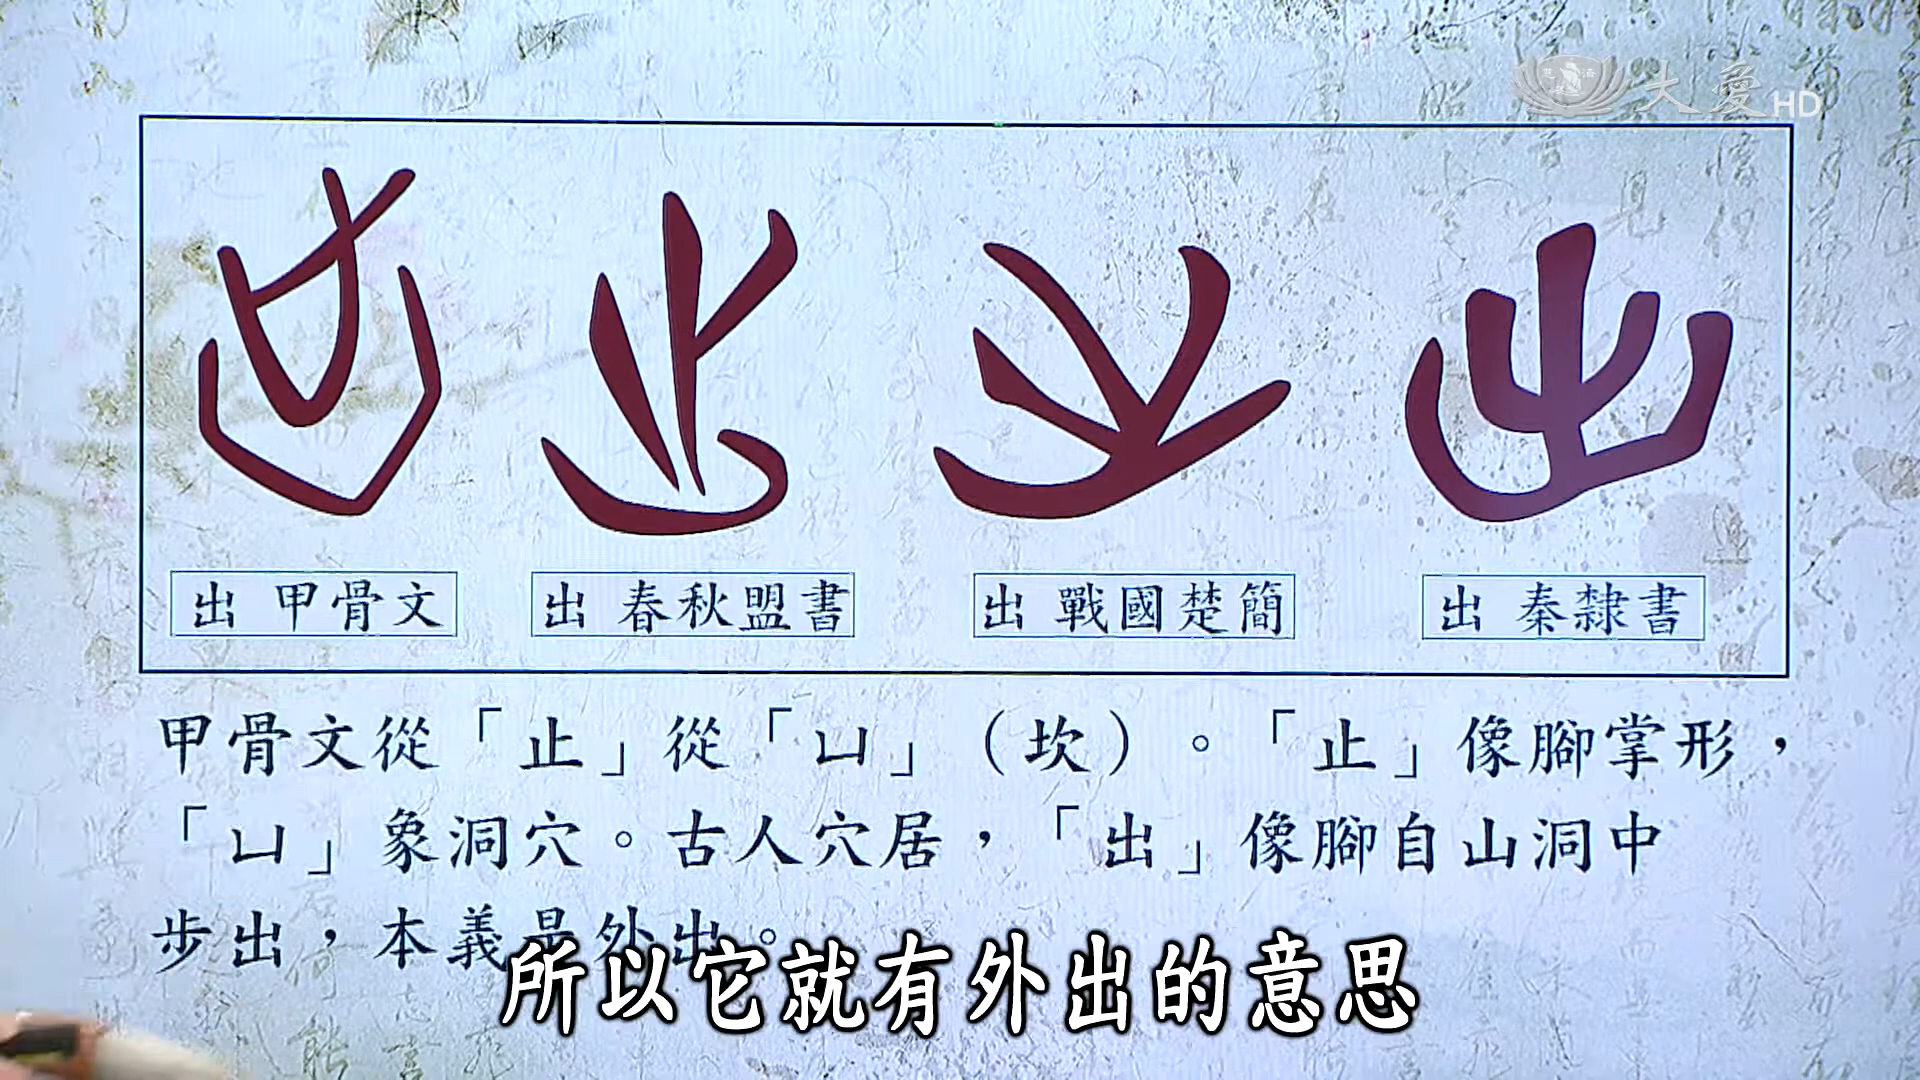 大愛HD
出 甲骨文
出 春秋盟書
出 戰國楚簡
出 秦隸書
甲骨文從「止」從「凵」（坎）。「止」像腳掌形，
「凵」象洞穴。古人穴居，「出」像腳自山洞中
步出，本義是外出。
所以它就有外出的意思